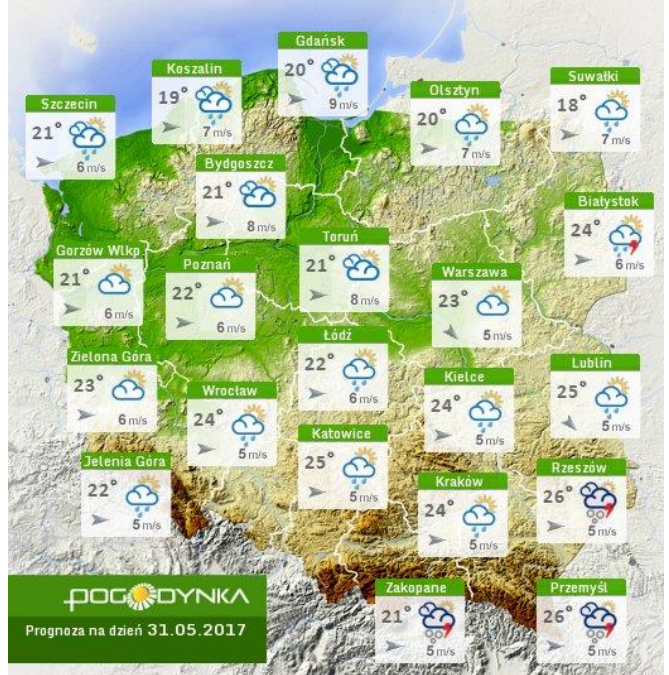 Gdańsk
20°
9 m/s
Koszalin
19°
7 m/s
Suwałki
18°
7 m/s
Olsztyn
20°
7 m/s
Szczecin
21°
6 m/s
Bydgoszcz
21°
8 m/s
Białystok
24°
6 m/s
Toruń
21°
8 m/s
Gorzów Wlkp
21°
6 m/s
Poznań
22°
6 m/s
Warszawa
23°
5 m/s
Łódź
22°
6 m/s
Zielona Góra
23°
6 m/s
Lublin
25°
5 m/s
Kielce
24°
5 m/s
Wrocław
24°
5 m/s
Katowice
25°
5 m/s
Jelenia Góra
22°
5 m/s
Rzeszów
26°
5 m/s
Kraków
24°
5 m/s
Zakopane
21°
5 m/s
Przemyśl
26°
5 m/s
POGODYNKA
Prognoza na dzień 31.05.2017